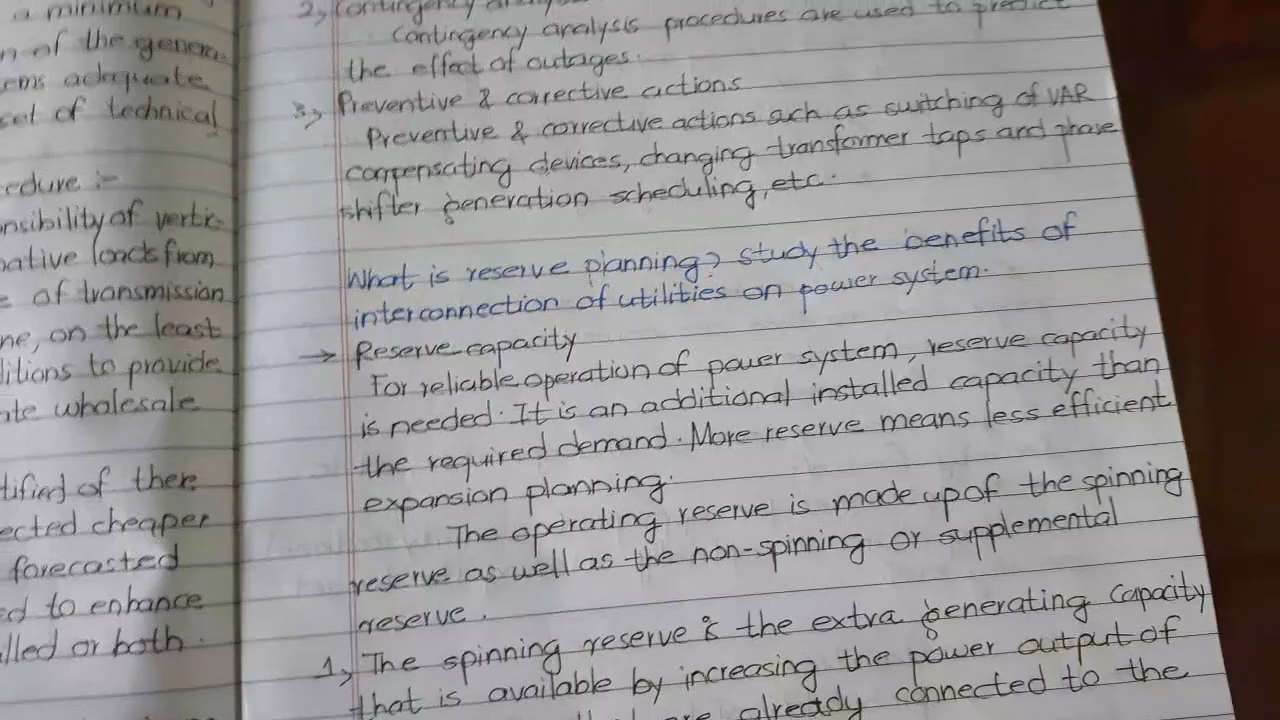 a minimum
n of the genera-
ems adequate
set of technical
edure :-
nsibility of vertic-
native loads from
e of transmission
ne, on the least
litions to provide
ate wholesale
tified of there
ected cheaper
forecasted
ed to enhance
lled or both.
2, Contingency
Contingency analysis procedures are used to predict
the effect of outages.
3, Preventive & corrective actions
Preventive & corrective actions such as switching of VAR
compensating devices, changing transformer taps and phase
shifter generation scheduling, etc.
What is reserve planning? study the benefits of
interconnection of utilities on power system.
→ Reserve capacity
For reliable operation of power system, reserve capacity
is needed. It is an additional installed capacity than
the required demand. More reserve means less efficient
expansion planning.
The operating reserve is made up of the spinning
reserve as well as the non-spinning or supplemental
reserve.
1, The spinning reserve is the extra generating capacity
that is available by increasing the power output of
already connected to the